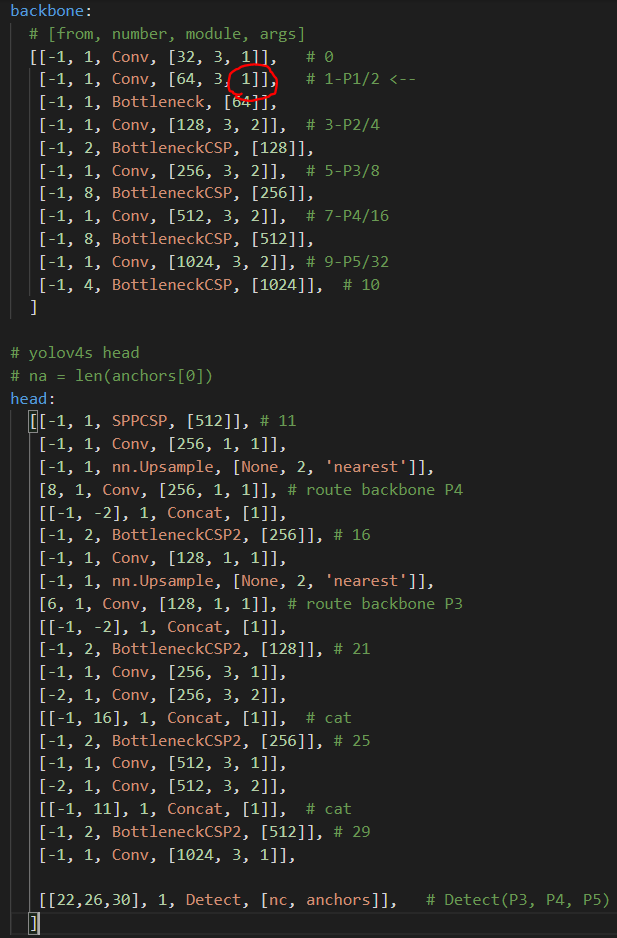 backbone:
  # [from, number, module, args]
  [[-1, 1, Conv, [32, 3, 1]],   # 0
   [-1, 1, Conv, [64, 3, 1]],   # 1-P1/2 <--
   [-1, 1, Bottleneck, [64]],
   [-1, 1, Conv, [128, 3, 2]],  # 3-P2/4
   [-1, 2, BottleneckCSP, [128]],
   [-1, 1, Conv, [256, 3, 2]],  # 5-P3/8
   [-1, 8, BottleneckCSP, [256]],
   [-1, 1, Conv, [512, 3, 2]],  # 7-P4/16
   [-1, 8, BottleneckCSP, [512]],
   [-1, 1, Conv, [1024, 3, 2]], # 9-P5/32
   [-1, 4, BottleneckCSP, [1024]],  # 10
  ]

# yolov4s head
# na = len(anchors[0])
head:
  [[-1, 1, SPPCSP, [512]], # 11
   [-1, 1, Conv, [256, 1, 1]],
   [-1, 1, nn.Upsample, [None, 2, 'nearest']],
   [8, 1, Conv, [256, 1, 1]], # route backbone P4
   [[-1, -2], 1, Concat, [1]],
   [-1, 2, BottleneckCSP2, [256]], # 16
   [-1, 1, Conv, [128, 1, 1]],
   [-1, 1, nn.Upsample, [None, 2, 'nearest']],
   [6, 1, Conv, [128, 1, 1]], # route backbone P3
   [[-1, -2], 1, Concat, [1]],
   [-1, 2, BottleneckCSP2, [128]], # 21
   [-1, 1, Conv, [256, 3, 1]],
   [-2, 1, Conv, [256, 3, 2]],
   [[-1, 16], 1, Concat, [1]],  # cat
   [-1, 2, BottleneckCSP2, [256]], # 25
   [-1, 1, Conv, [512, 3, 1]],
   [-2, 1, Conv, [512, 3, 2]],
   [[-1, 11], 1, Concat, [1]],  # cat
   [-1, 2, BottleneckCSP2, [512]], # 29
   [-1, 1, Conv, [1024, 3, 1]],

   [[22,26,30], 1, Detect, [nc, anchors]],   # Detect(P3, P4, P5)
  ]